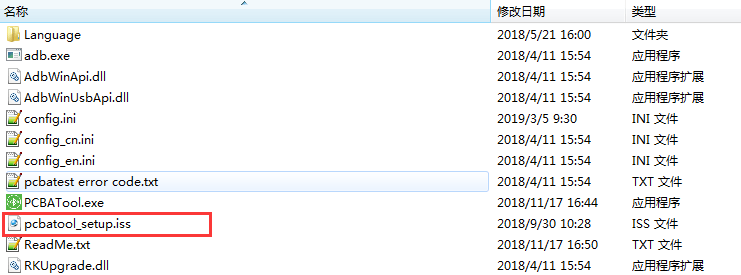 名称 修改日期 类型
Language 2018/5/21 16:00 文件夹
adb.exe 2018/4/11 15:54 应用程序
AdbWinApi.dll 2018/4/11 15:54 应用程序扩展
AdbWinUsbApi.dll 2018/4/11 15:54 应用程序扩展
config.ini 2019/3/5 9:30 INI 文件
config_cn.ini 2018/4/11 15:54 INI 文件
config_en.ini 2018/4/11 15:54 INI 文件
pcbatest error code.txt 2018/4/11 15:54 TXT 文件
PCBATool.exe 2018/11/17 16:44 应用程序
pcbatool_setup.iss 2018/9/30 10:28 ISS 文件
ReadMe.txt 2018/11/17 16:50 TXT 文件
RKUpgrade.dll 2018/4/11 15:54 应用程序扩展